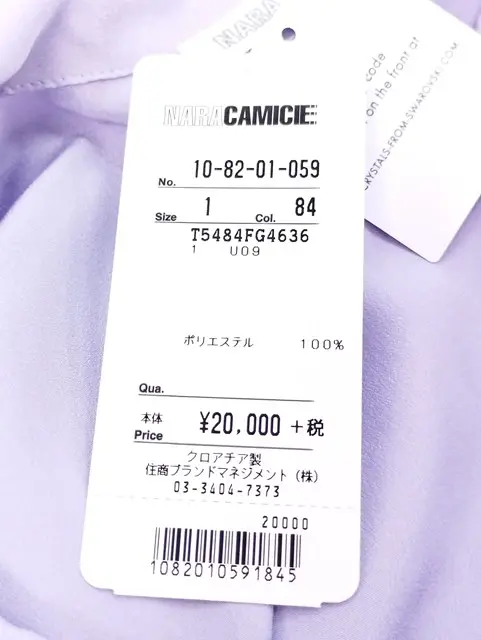 NARA CAMICIE
No. 10-82-01-059
Size 1 Col. 84
T5484FG4636
1 U09
ポリエステル 100%
Qua.
本体 ¥20,000 +税
Price
クロアチア製
住商ブランドマネジメント（株）
03-3404-7373
20000
1082010591845
NARA
code
on the front at
CRYSTALS-FROM-SWAROVSKI.COM